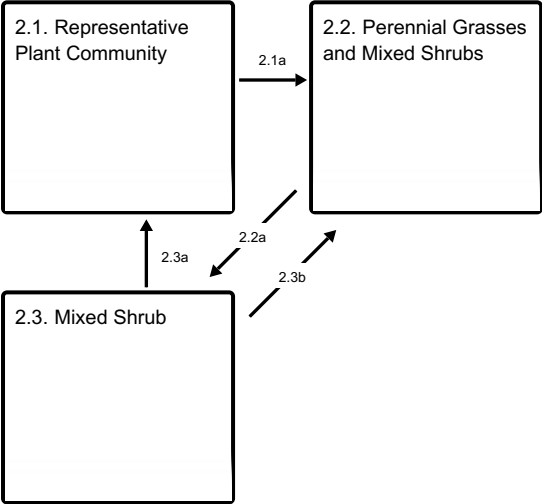 2.1. Representative
Plant Community
2.1a
2.2. Perennial Grasses
and Mixed Shrubs
2.2a
2.3a
2.3b
2.3. Mixed Shrub